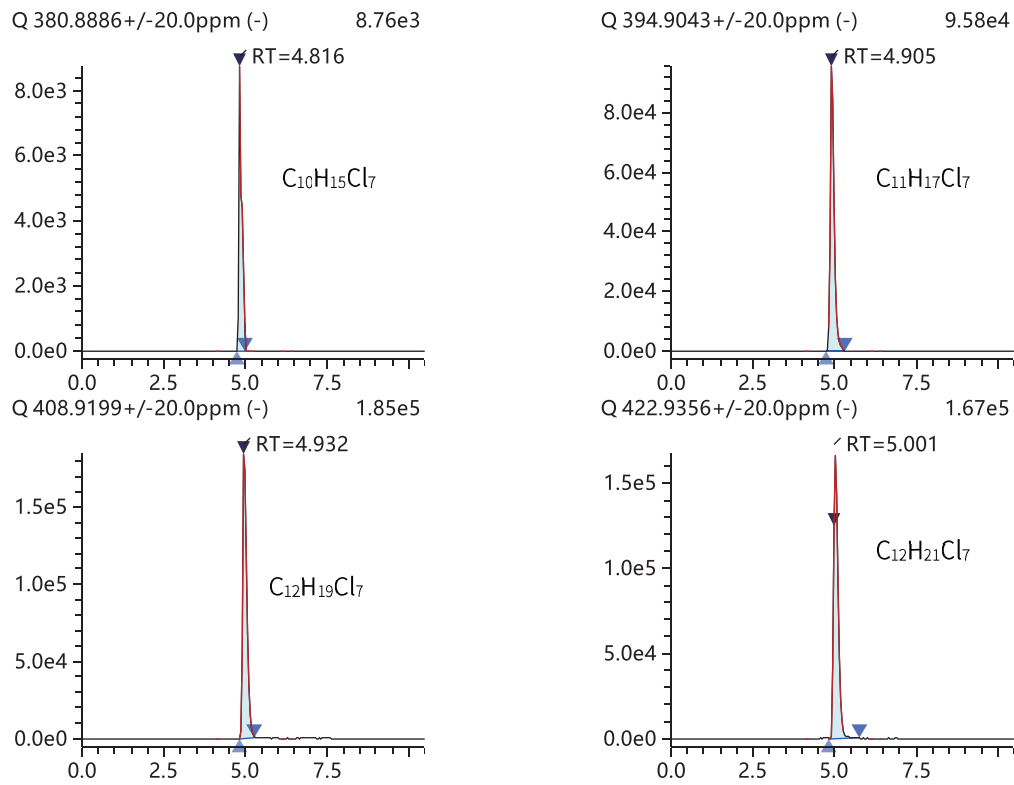 Q 380.8886+/-20.0ppm (-) 8.76e3
RT=4.816
8.0e3
6.0e3
4.0e3
2.0e3
0.0e0
C₁₀H₁₅Cl₇
0.0 2.5 5.0 7.5
Q 394.9043+/-20.0ppm (-) 9.58e4
RT=4.905
8.0e4
6.0e4
4.0e4
2.0e4
0.0e0
C₁₁H₁₇Cl₇
0.0 2.5 5.0 7.5
Q 408.9199+/-20.0ppm (-) 1.85e5
RT=4.932
1.5e5
1.0e5
5.0e4
0.0e0
C₁₂H₁₉Cl₇
0.0 2.5 5.0 7.5
Q 422.9356+/-20.0ppm (-) 1.67e5
RT=5.001
1.5e5
1.0e5
5.0e4
0.0e0
C₁₂H₂₁Cl₇
0.0 2.5 5.0 7.5